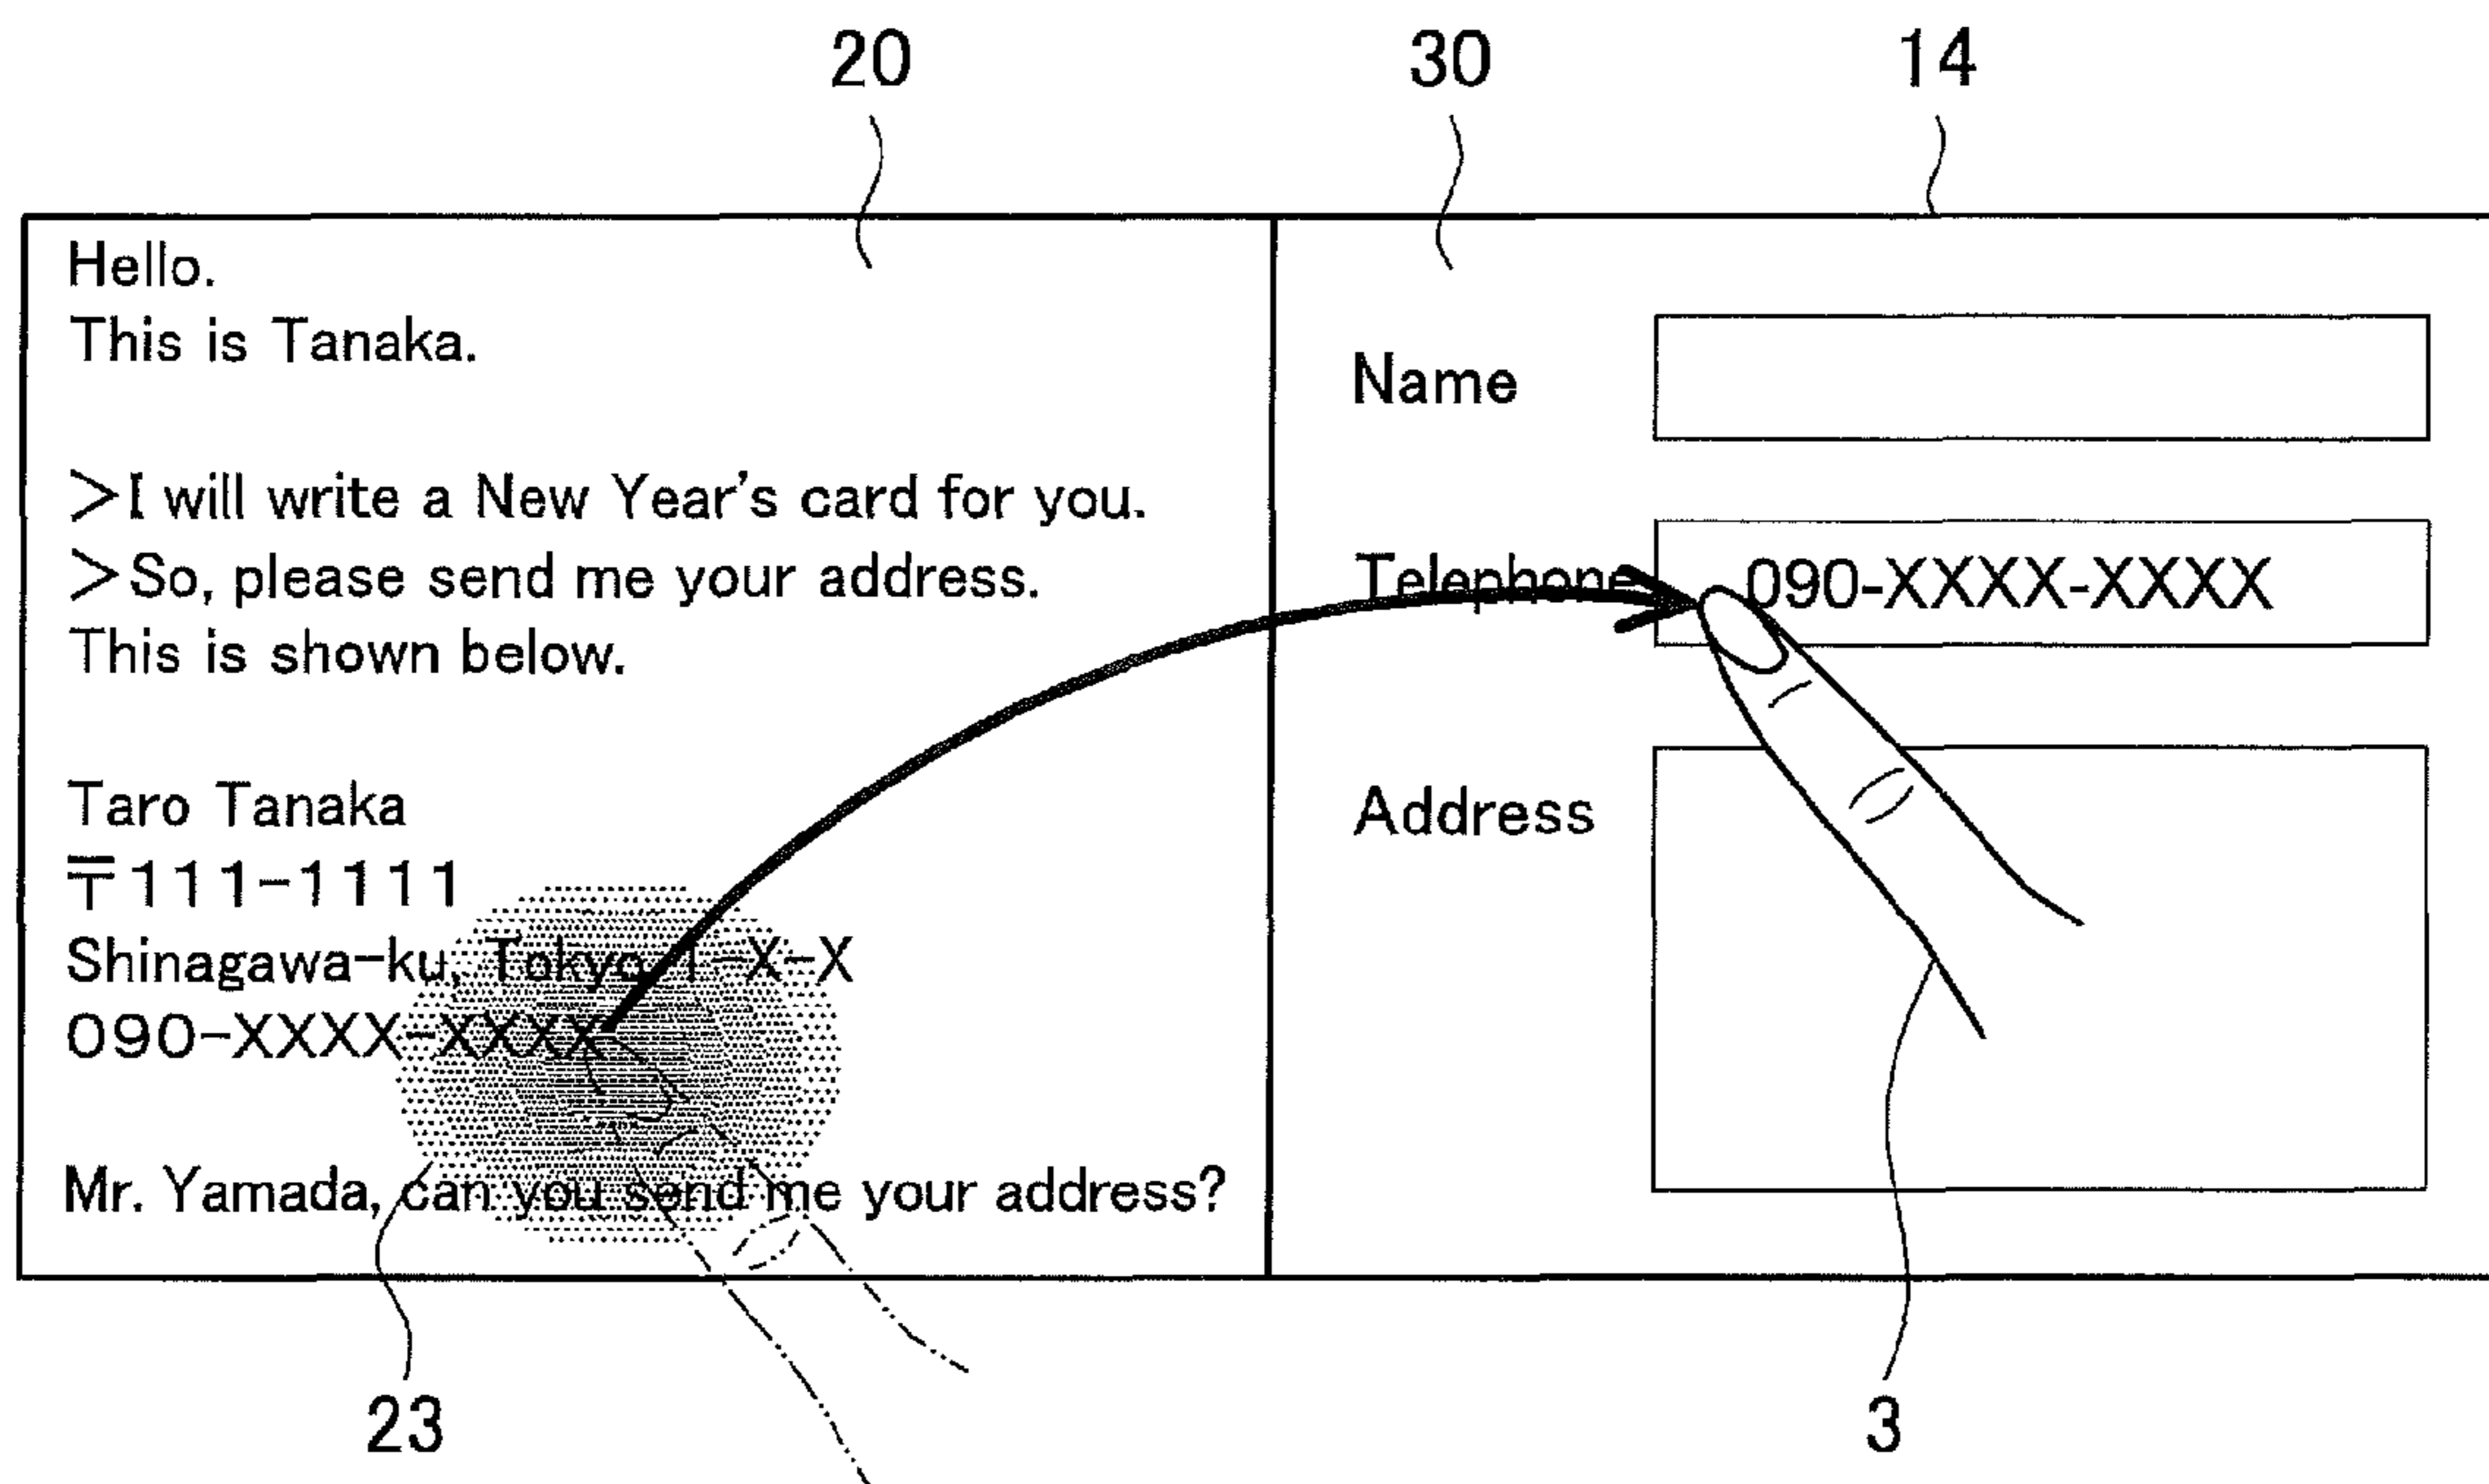 20 30 14
Hello.
This is Tanaka.
>I will write a New Year's card for you.
>So, please send me your address.
This is shown below.
Taro Tanaka
〒111-1111
Shinagawa-ku, Tokyo 1-X-X
090-XXXX-XXXX
Mr. Yamada, can you send me your address?
Name
Telephone 090-XXXX-XXXX
Address
23 3